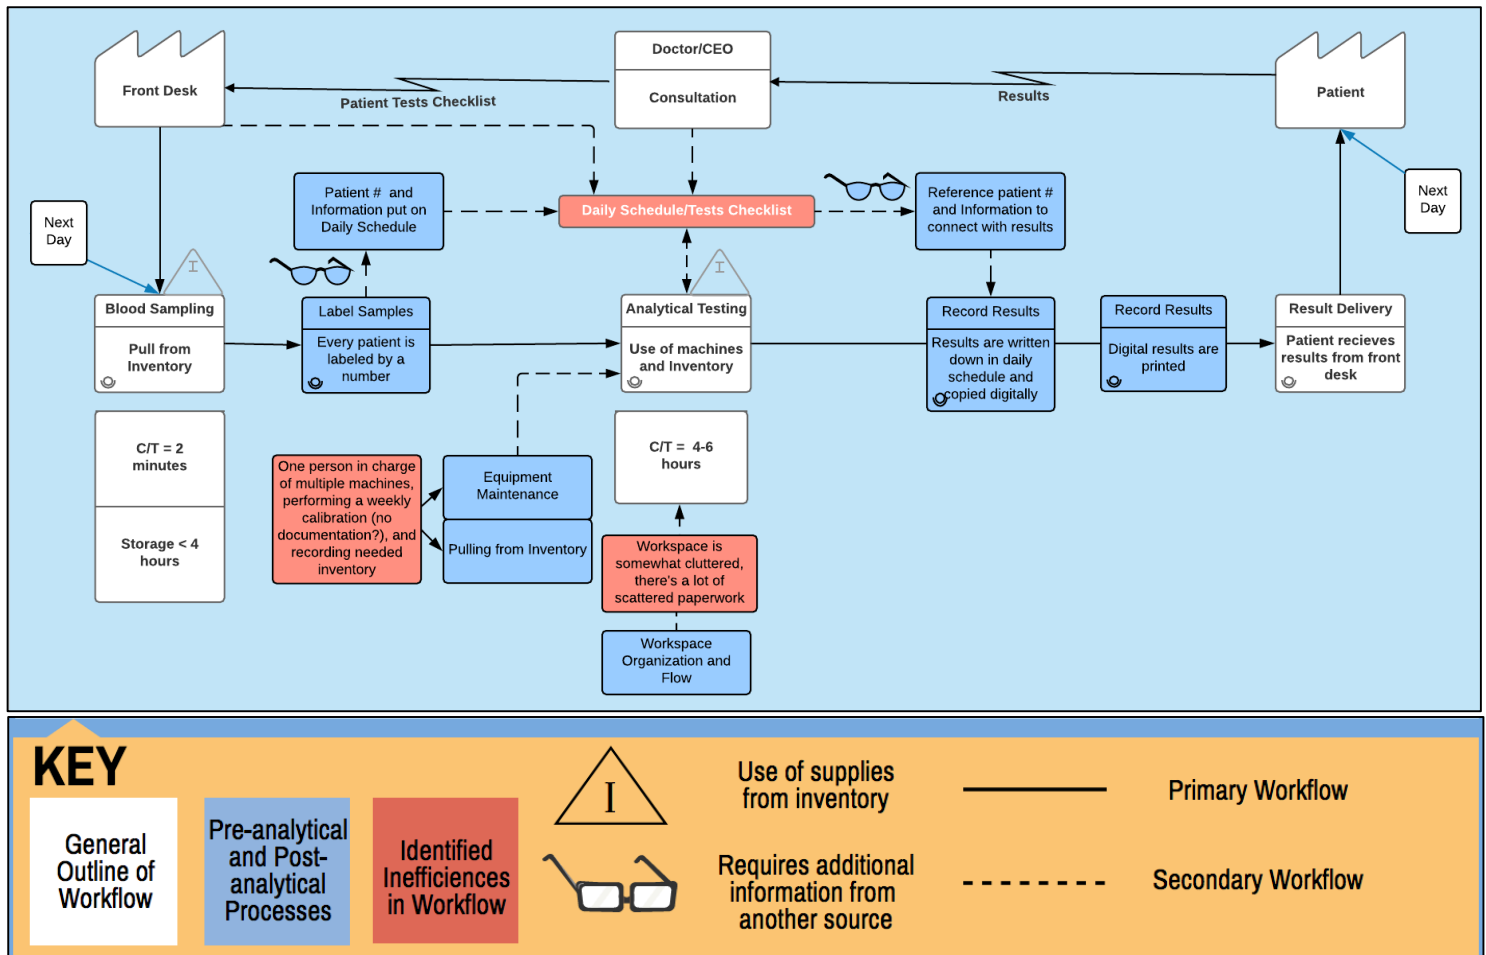 Front Desk
Patient Tests Checklist
Doctor/CEO
Consultation
Results
Patient
Next
Day
Patient # and
Information put on
Daily Schedule
Daily Schedule/Tests Checklist
Reference patient #
and Information to
connect with results
Next
Day
I
I
Blood Sampling
Pull from
Inventory
Label Samples
Every patient is
labeled by a
number
Analytical Testing
Use of machines
and Inventory
Record Results
Results are written
down in daily
schedule and
copied digitally
Record Results
Digital results are
printed
Result Delivery
Patient recieves
results from front
desk
C/T = 2
minutes
Storage < 4
hours
One person in charge
of multiple machines,
performing a weekly
calibration (no
documentation?), and
recording needed
inventory
Equipment
Maintenance
Pulling from Inventory
C/T = 4-6
hours
Workspace is
somewhat cluttered,
there's a lot of
scattered paperwork
Workspace
Organization and
Flow
KEY
General
Outline of
Workflow
Pre-analytical
and Post-
analytical
Processes
Identified
Inefficiences
in Workflow
I
Use of supplies
from inventory
Requires additional
information from
another source
Primary Workflow
Secondary Workflow